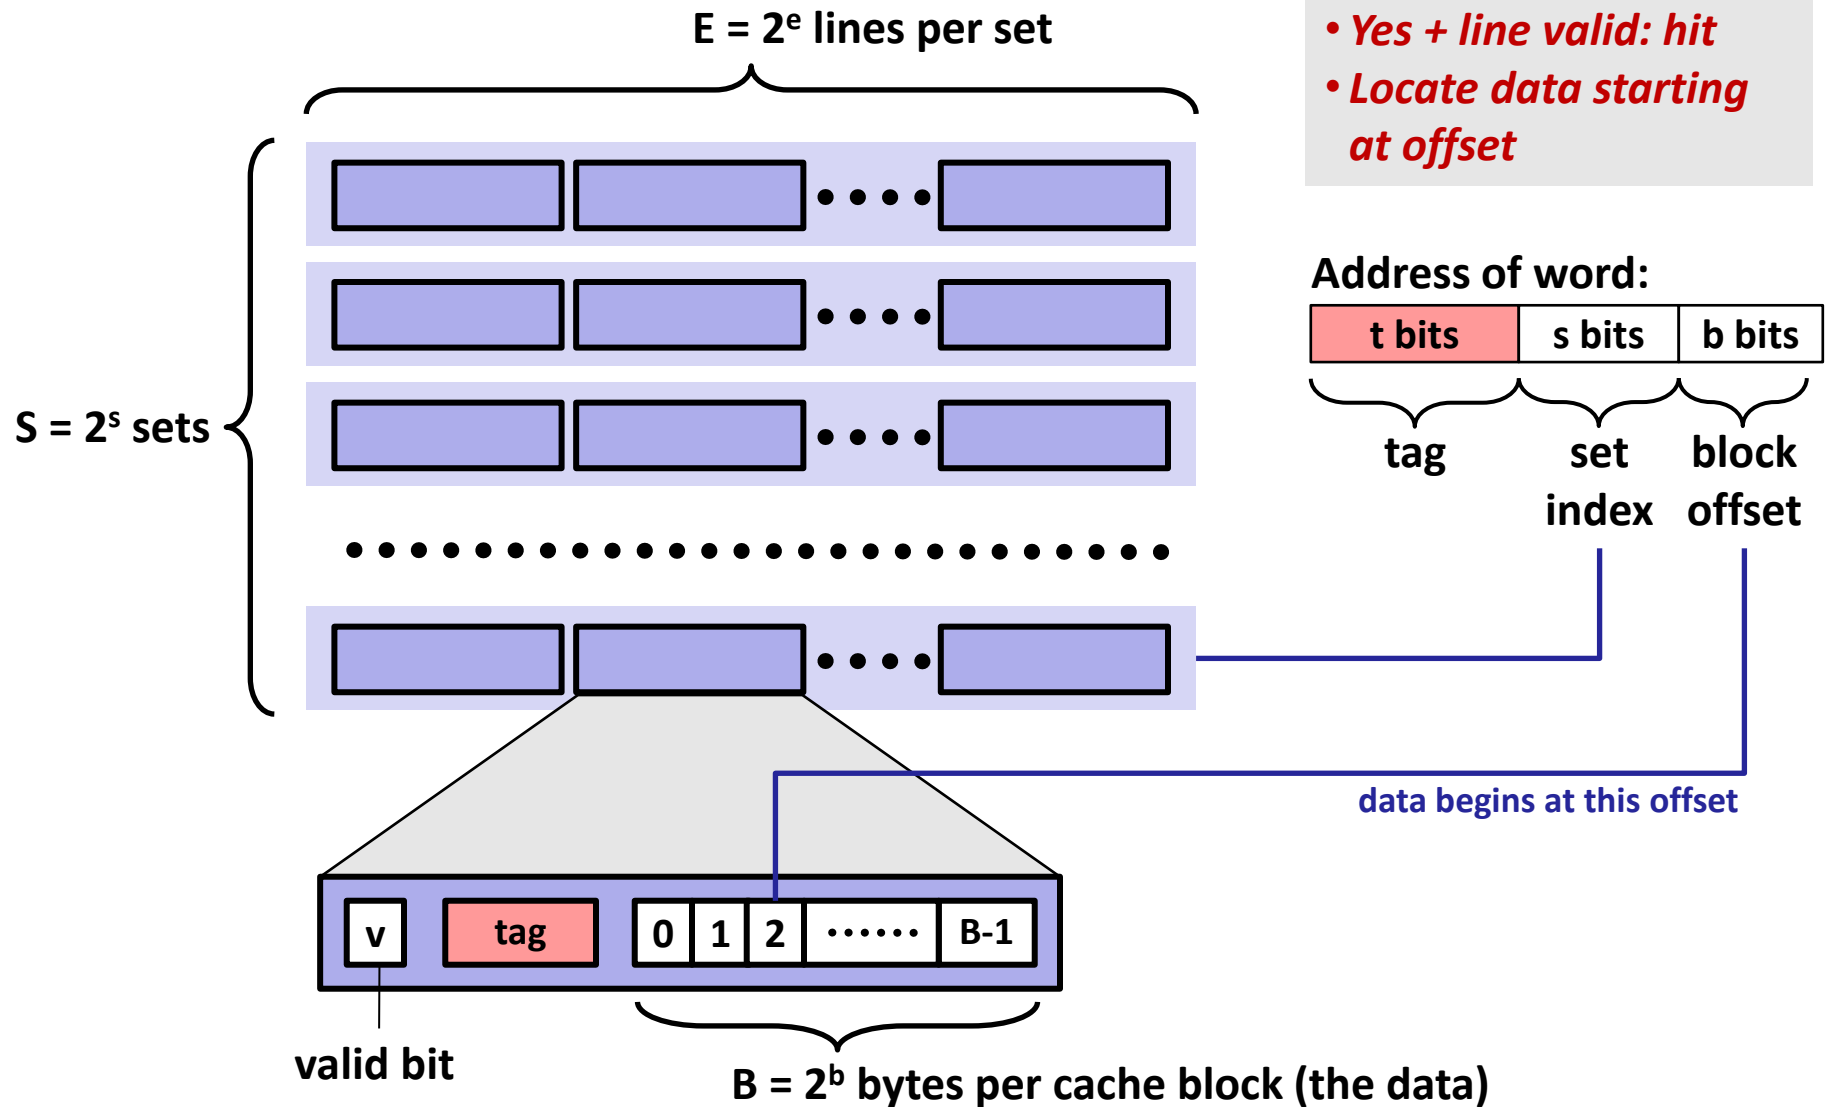 E = 2ᵉ lines per set
• Yes + line valid: hit
• Locate data starting
at offset
Address of word:
t bits s bits b bits
S = 2ˢ sets
tag set block
index offset
data begins at this offset
v tag 0 1 2 •••••• B-1
valid bit
B = 2ᵇ bytes per cache block (the data)